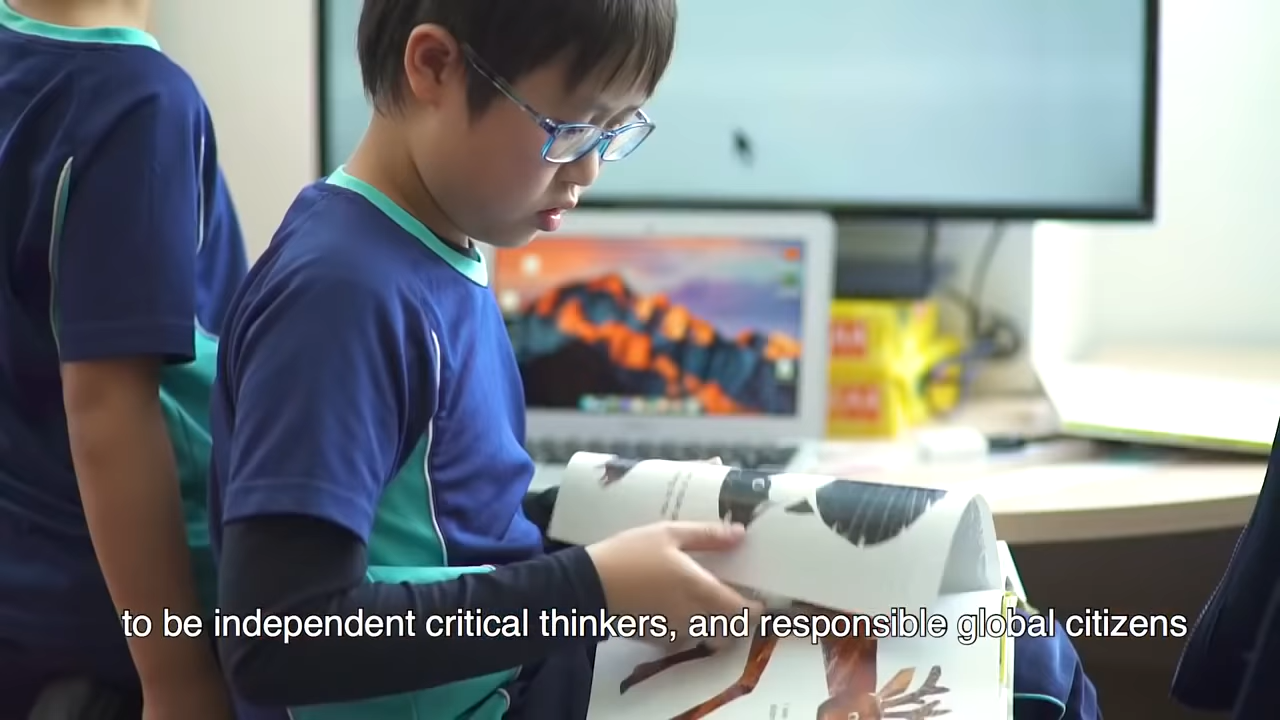 to be independent critical thinkers, and responsible global citizens